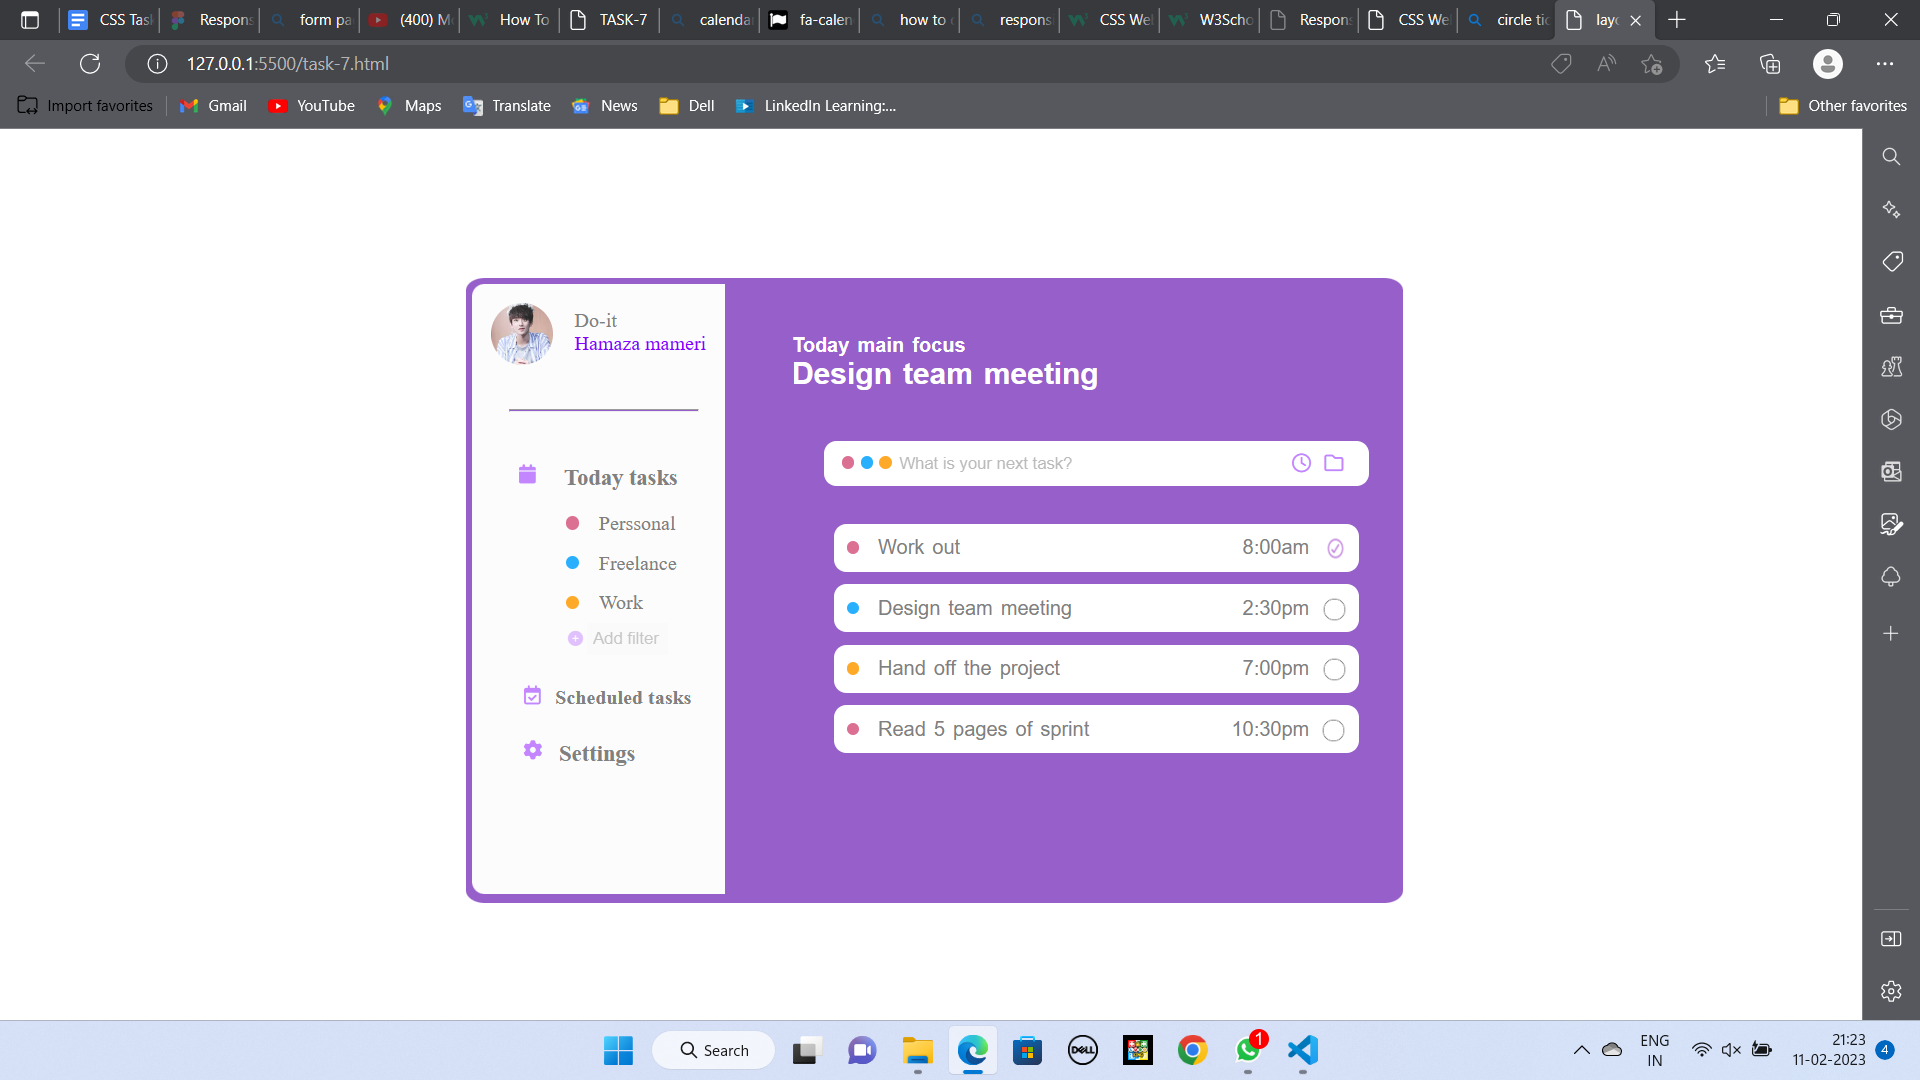 CSS Tas
Respons
form pa
(400) M
How To
TASK-7
calenda
fa-calen
how to
respons
CSS We
W3Scho
Respon
CSS We
circle tic
layo
127.0.0.1:5500/task-7.html
Import favorites
Gmail
YouTube
Maps
Translate
News
Dell
LinkedIn Learning:...
Other favorites
Do-it
Hamaza mameri
Today tasks
Perssonal
Freelance
Work
Add filter
Scheduled tasks
Settings
Today main focus
Design team meeting
What is your next task?
Work out 8:00am
Design team meeting 2:30pm
Hand off the project 7:00pm
Read 5 pages of sprint 10:30pm
Search
DELL
1
ENG
IN
21:23
11-02-2023
4